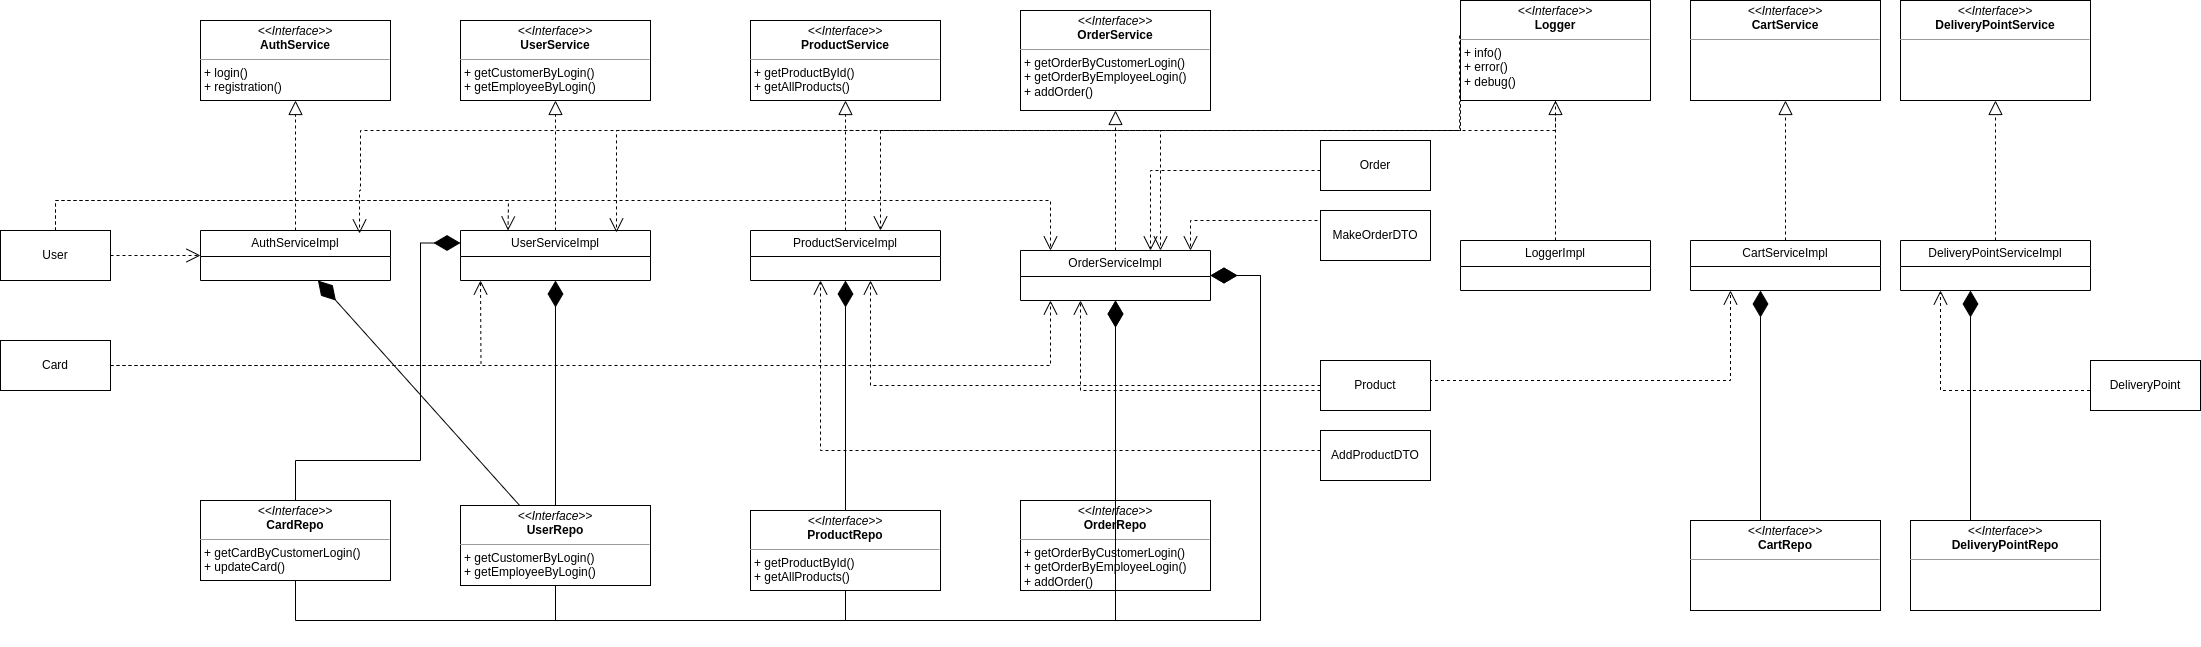 <<Interface>>
AuthService
+ login()
+ registration()
<<Interface>>
UserService
+ getCustomerByLogin()
+ getEmployeeByLogin()
<<Interface>>
ProductService
+ getProductById()
+ getAllProducts()
<<Interface>>
OrderService
+ getOrderByCustomerLogin()
+ getOrderByEmployeeLogin()
+ addOrder()
<<Interface>>
Logger
+ info()
+ error()
+ debug()
<<Interface>>
CartService
<<Interface>>
DeliveryPointService
Order
MakeOrderDTO
User
AuthServiceImpl
UserServiceImpl
ProductServiceImpl
OrderServiceImpl
LoggerImpl
CartServiceImpl
DeliveryPointServiceImpl
Card
Product
DeliveryPoint
AddProductDTO
<<Interface>>
CardRepo
+ getCardByCustomerLogin()
+ updateCard()
<<Interface>>
UserRepo
+ getCustomerByLogin()
+ getEmployeeByLogin()
<<Interface>>
ProductRepo
+ getProductById()
+ getAllProducts()
<<Interface>>
OrderRepo
+ getOrderByCustomerLogin()
+ getOrderByEmployeeLogin()
+ addOrder()
<<Interface>>
CartRepo
<<Interface>>
DeliveryPointRepo